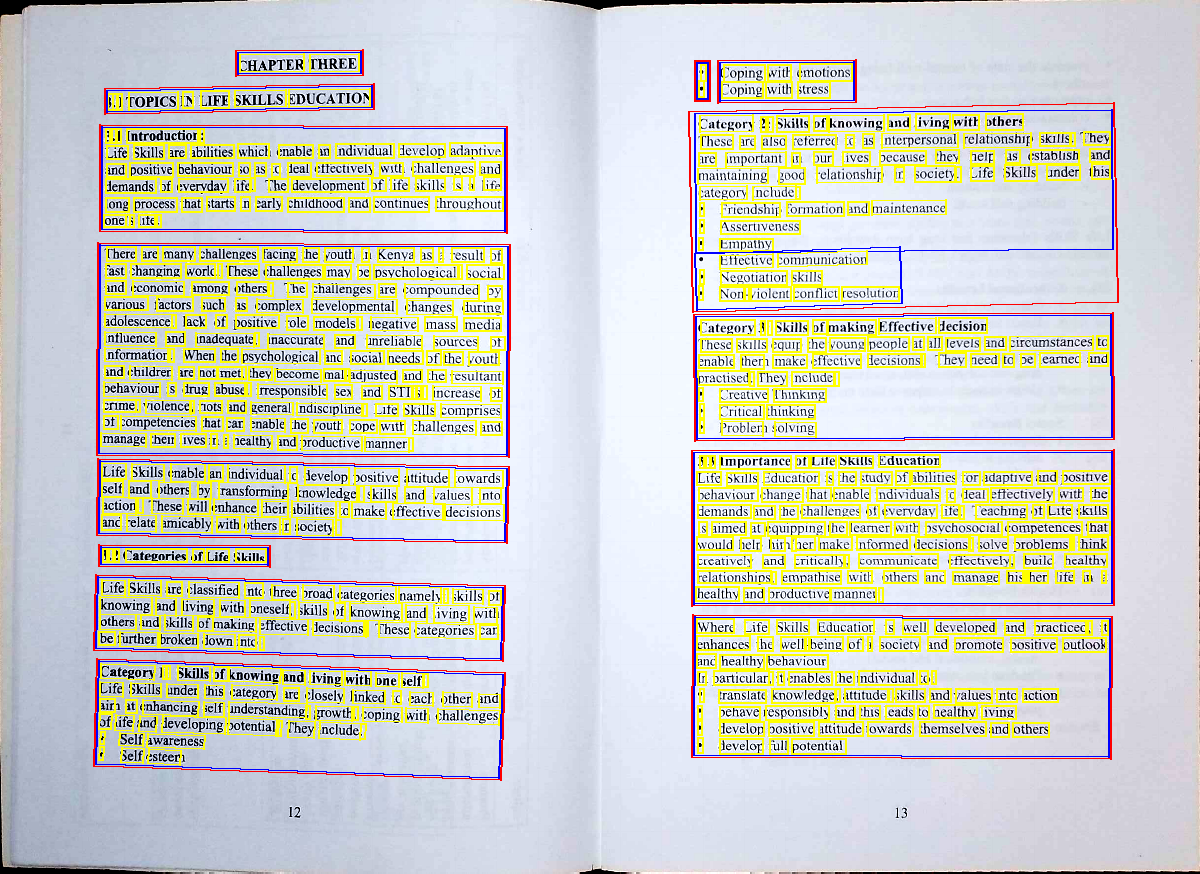 CHAPTER THREE
3.1 TOPICS IN LIFE SKILLS EDUCATION
3.1 Introduction:
Life Skills are abilities which enable an individual develop adaptive
and positive behaviour so as to deal effectively with challenges and
demands of everyday life. The development of life skills is a life
long process that starts in early childhood and continues throughout
one's life.
There are many challenges facing the youth in Kenya as a result of
fast changing world. These challenges may be psychological, social
and economic among others. The challenges are compounded by
various factors such as complex developmental changes during
adolescence, lack of positive role models, negative mass media
influence and inadequate, inaccurate and unreliable sources of
information. When the psychological and social needs of the youth
and children are not met, they become mal-adjusted and the resultant
behaviour is drug abuse, irresponsible sex and STI's, increase of
crime, violence, riots and general indiscipline. Life Skills comprises
of competencies that can enable the youth cope with challenges and
manage their lives in a healthy and productive manner.
Life Skills enable an individual to develop positive attitude towards
self and others by transforming knowledge, skills and values into
action. These will enhance their abilities to make effective decisions
and relate amicably with others in society.
3.2 Categories of Life Skills
Life Skills are classified into three broad categories namely: skills of
knowing and living with oneself, skills of knowing and living with
others and skills of making effective decisions. These categories can
be further broken down into:
Category 1: Skills of knowing and living with one self
Life Skills under this category are closely linked to each other and
aim at enhancing self understanding, growth, coping with challenges
of life and developing potential. They include,
• Self awareness
• Self esteem
12
• Coping with emotions
• Coping with stress
Category 2: Skills of knowing and living with others
These are also referred to as interpersonal relationship skills. They
are important in our lives because they help as establish and
maintaining good relationship in society. Life Skills under this
category include:
• Friendship formation and maintenance
• Assertiveness
• Empathy
• Effective communication
• Negotiation skills
• Non-violent conflict resolution
Category 3: Skills of making Effective decision
These skills equip the young people at all levels and circumstances to
enable them make effective decisions. They need to be learned and
practised. They include:
• Creative Thinking
• Critical thinking
• Problem solving
3.3 Importance of Life Skills Education
Life Skills Education is the study of abilities for adaptive and positive
behaviour change that enable individuals to deal effectively with the
demands and the challenges of everyday life. Teaching of Life skills
is aimed at equipping the learner with psychosocial competences that
would help him/her make informed decisions, solve problems, think
creatively and critically, communicate effectively, build healthy
relationships, empathise with others and manage his/her life in a
healthy and productive manner.
Where Life Skills Education is well developed and practiced, it
enhances the well-being of a society and promote positive outlook
and healthy behaviour.
In particular, it enables the individual to:
• translate knowledge, attitude, skills and values into action
• behave responsibly and this leads to healthy living
• develop positive attitude towards themselves and others
• develop full potential
13